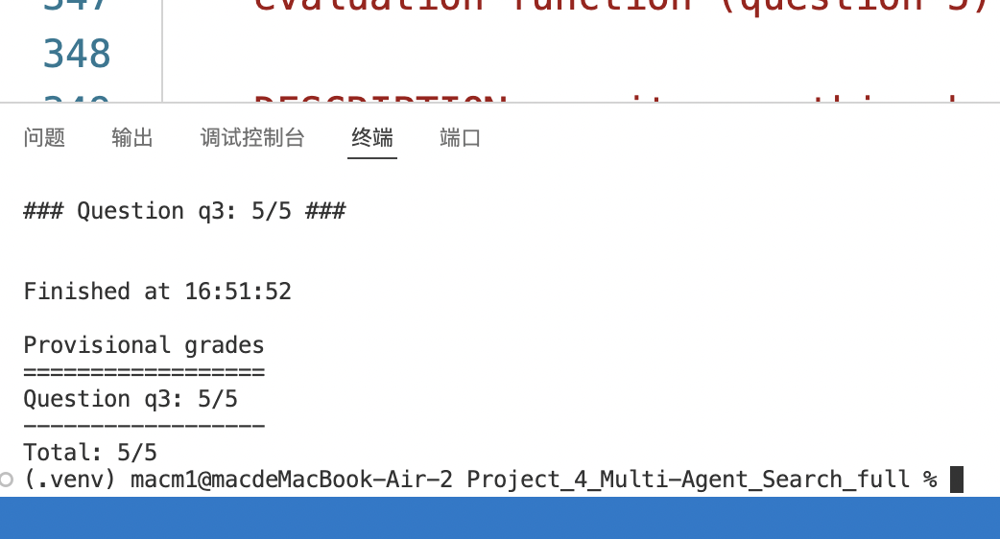 347 evaluation function (question 5)
348
349 DESCRIPTION
问题 输出 调试控制台 终端 端口
### Question q3: 5/5 ###
Finished at 16:51:52
Provisional grades
==================
Question q3: 5/5
------------------
Total: 5/5
(.venv) macm1@macdeMacBook-Air-2 Project_4_Multi-Agent_Search_full %